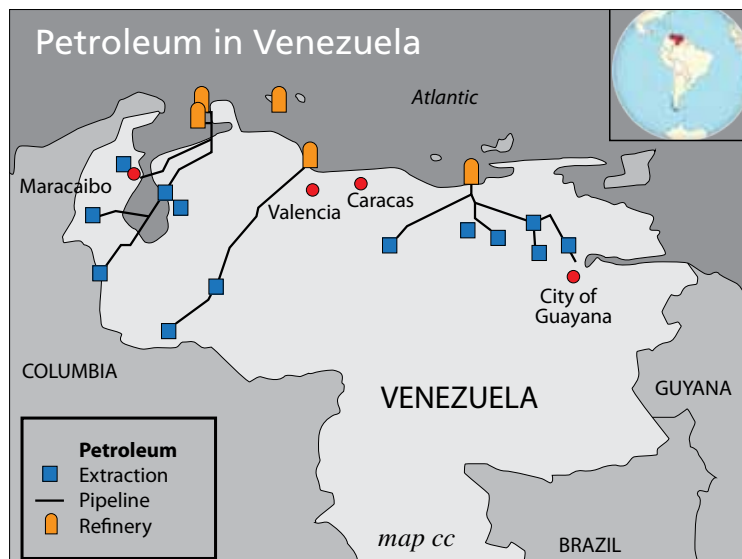 Petroleum in Venezuela
Atlantic
Maracaibo
Valencia
Caracas
City of
Guayana
COLUMBIA
VENEZUELA
GUYANA
Petroleum
Extraction
Pipeline
Refinery
map cc
BRAZIL